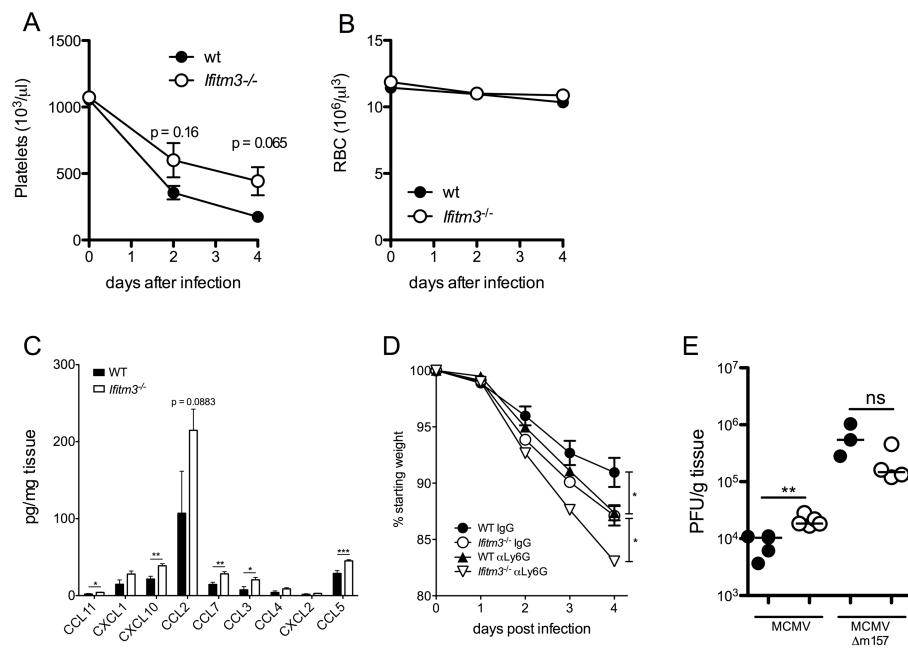 A
1500
1000
500
0
Platelets (10³/µl)
wt
Ifitm3-/-
p = 0.16
p = 0.065
0 1 2 3 4
days after infection
B
15
10
5
0
RBC (10⁶/µl³)
wt
Ifitm3-/-
0 1 2 3 4
days after infection
C
300
200
100
0
pg/mg tissue
WT
Ifitm3-/-
p = 0.0883
*
**
**
*
***
CCL11 CXCL1 CXCL10 CCL2 CCL7 CCL3 CCL4 CXCL2 CCL5
D
100
95
90
85
80
% starting weight
WT IgG
Ifitm3-/- IgG
WT αLy6G
Ifitm3-/- αLy6G
*
*
0 1 2 3 4
days post infection
E
10⁷
10⁶
10⁵
10⁴
10³
PFU/g tissue
**
ns
MCMV
MCMV
Δm157